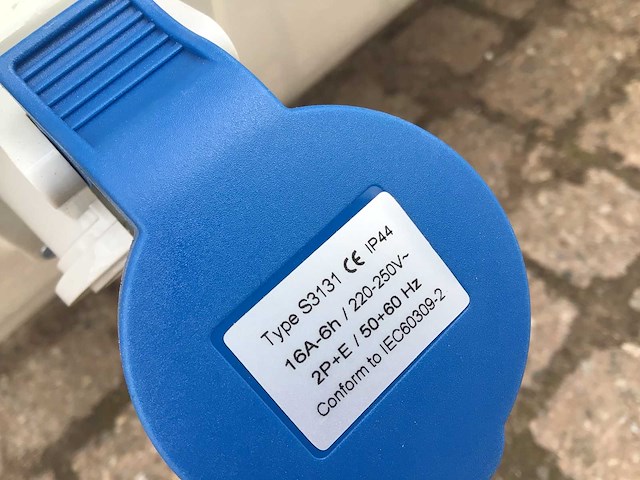 Type S3131 CE IP44
16A-6h / 220-250V~
2P+E / 50+60 Hz
Conform to IEC60309-2